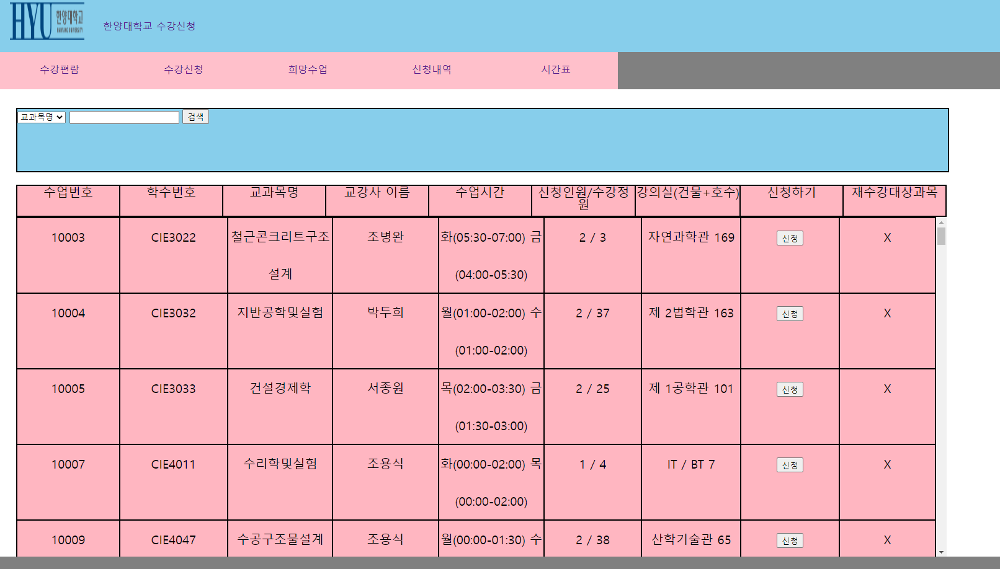 HYU 한양대학교
HANYANG UNIVERSITY
한양대학교 수강신청
수강편람 수강신청 희망수업 신청내역 시간표
교과목명 검색
수업번호 학수번호 교과목명 교강사 이름 수업시간 신청인원/수강정 강의실(건물+호수) 신청하기 재수강대상과목
원
10003 CIE3022 철근콘크리트구조 조병완 화(05:30-07:00) 금 2 / 3 자연과학관 169 신청 X
설계 (04:00-05:30)
10004 CIE3032 지반공학및실험 박두희 월(01:00-02:00) 수 2 / 37 제 2법학관 163 신청 X
(01:00-02:00)
10005 CIE3033 건설경제학 서종원 목(02:00-03:30) 금 2 / 25 제 1공학관 101 신청 X
(01:30-03:00)
10007 CIE4011 수리학및실험 조용식 화(00:00-02:00) 목 1 / 4 IT / BT 7 신청 X
(00:00-02:00)
10009 CIE4047 수공구조물설계 조용식 월(00:00-01:30) 수 2 / 38 산학기술관 65 신청 X